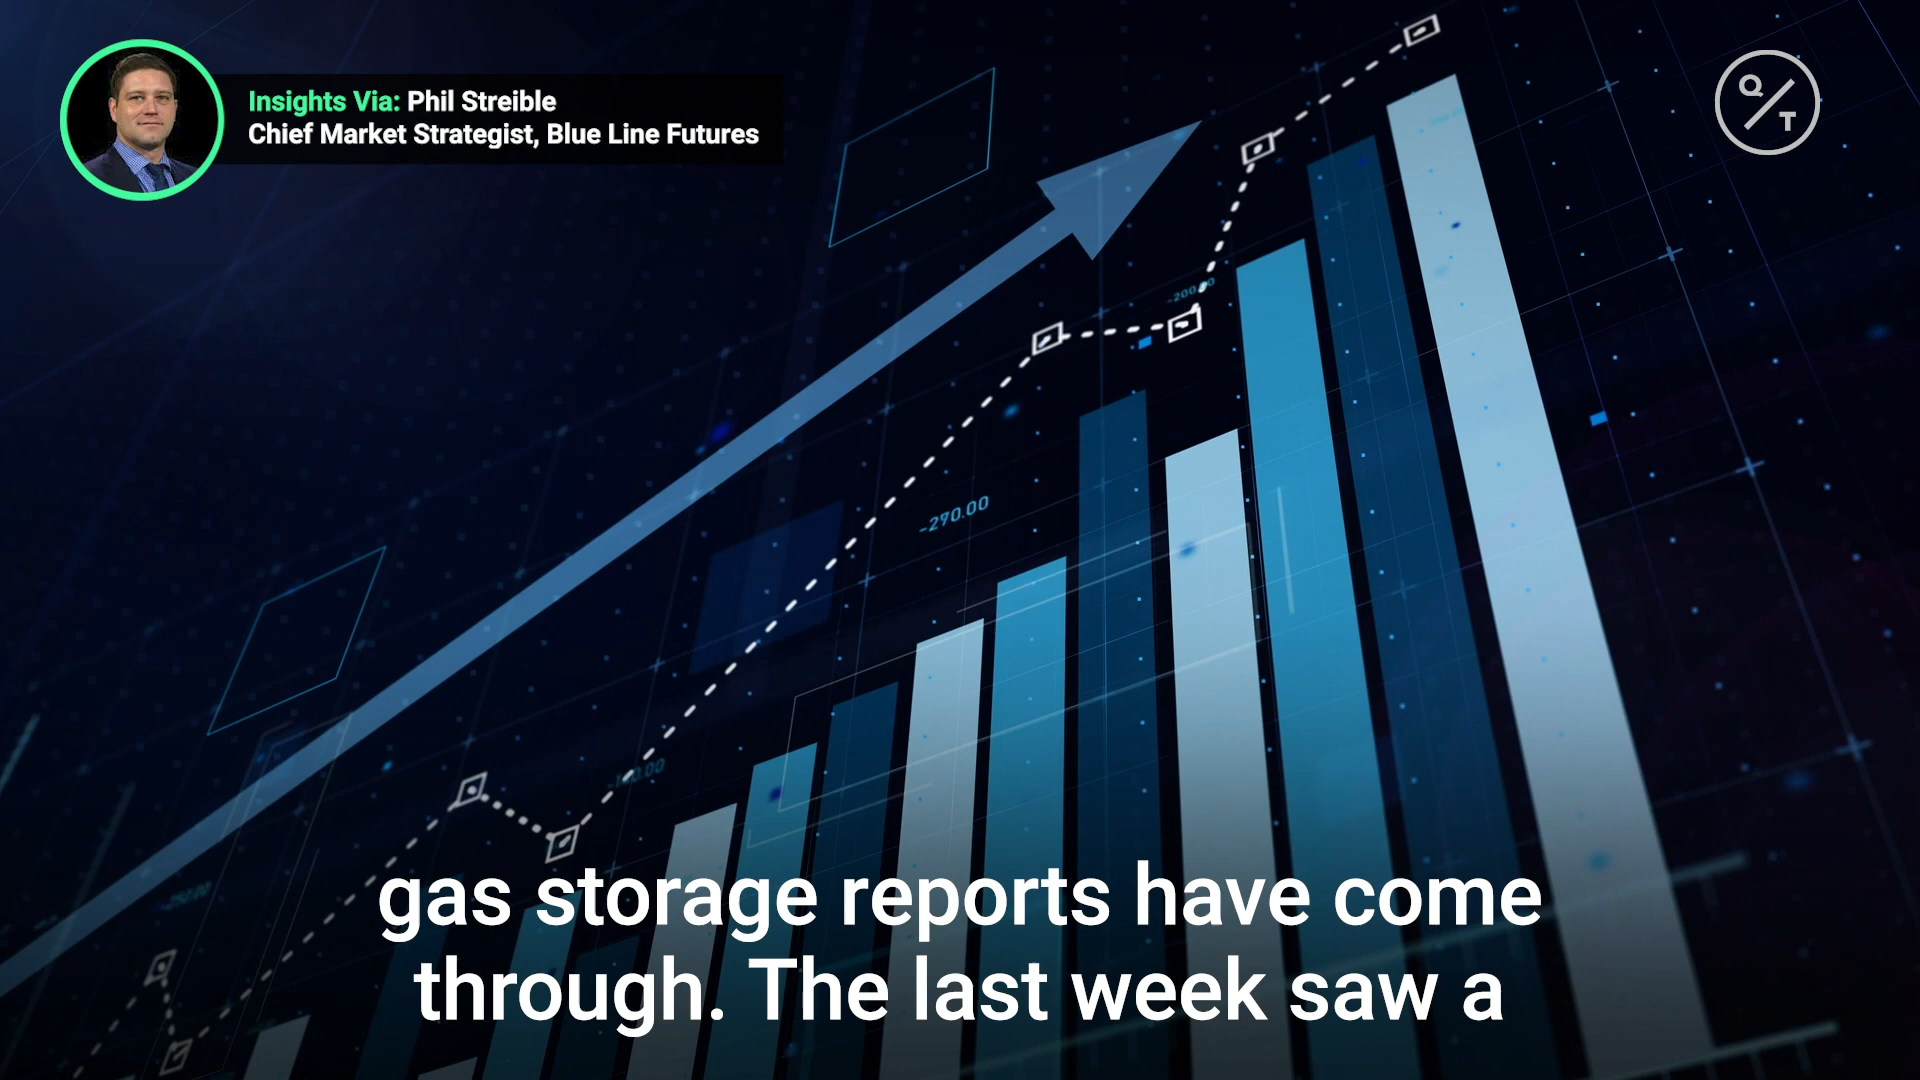 Insights Via: Phil Streible
Chief Market Strategist, Blue Line Futures
Q/T
-290.00
gas storage reports have come
through. The last week saw a